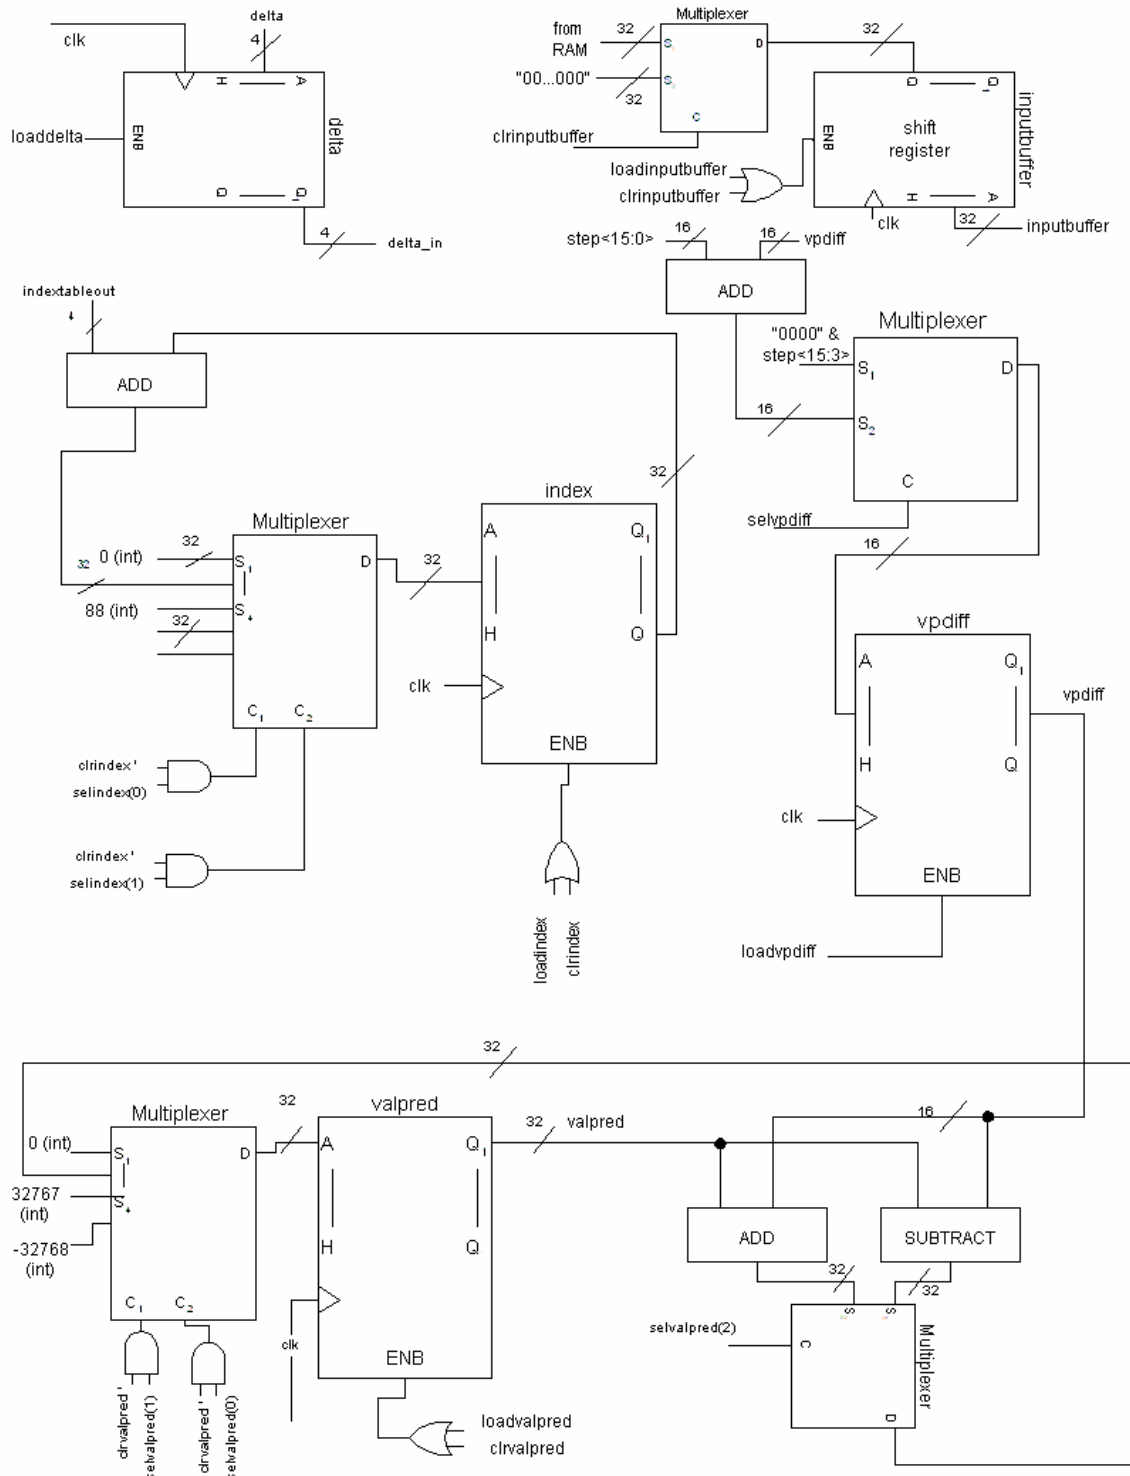 clk
delta
4
H A
ENB
loaddelta
delta
Q Q1
4
delta_in
Multiplexer
from
RAM
32
S1
D
32
"00...000"
32
S2
C
clrinputbuffer
Q Q1
ENB
shift
register
inputbuffer
loadinputbuffer
clrinputbuffer
H A
clk
32
inputbuffer
step<15:0>
16
16
vpdiff
ADD
indextableout
4
ADD
"0000" &
step<15:3>
Multiplexer
S1
D
16
S2
C
selvpdiff
16
32
index
Multiplexer
0 (int)
32
S1
D
32
32
88 (int)
S4
32
A
Q1
H
Q
clk
ENB
C1 C2
clrindex'
selindex(0)
clrindex'
selindex(1)
loadindex
clrindex
vpdiff
A
Q1
vpdiff
H
Q
clk
ENB
loadvpdiff
32
Multiplexer
32
valpred
0 (int)
S1
D
A
Q1
32
valpred
16
32767
(int)
S4
-32768
(int)
H
Q
C1 C2
clk
ENB
clrvalpred'
selvalpred(1)
clrvalpred'
selvalpred(0)
loadvalpred
clrvalpred
ADD
SUBTRACT
32
32
S2
S1
selvalpred(2)
C
Multiplexer
D